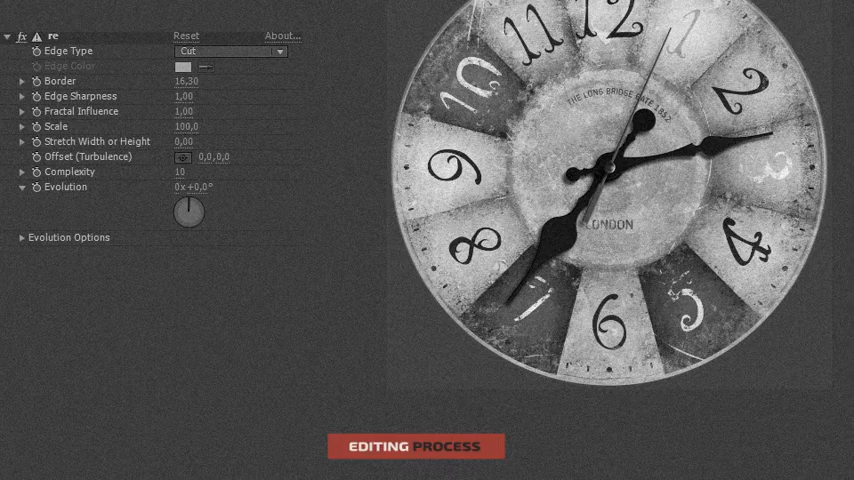 fx re Reset About...
Edge Type Cut
Edge Color
Border 16,30
Edge Sharpness 1,00
Fractal Influence 1,00
Scale 100,0
Stretch Width or Height 0,00
Offset (Turbulence) 0,0,0,0
Complexity 10
Evolution 0x+0,0°
Evolution Options
11 12 1
10 2
THE LONG BRIDGE GATE 1852
9 3
LONDON
8 4
7 5
6
EDITING PROCESS